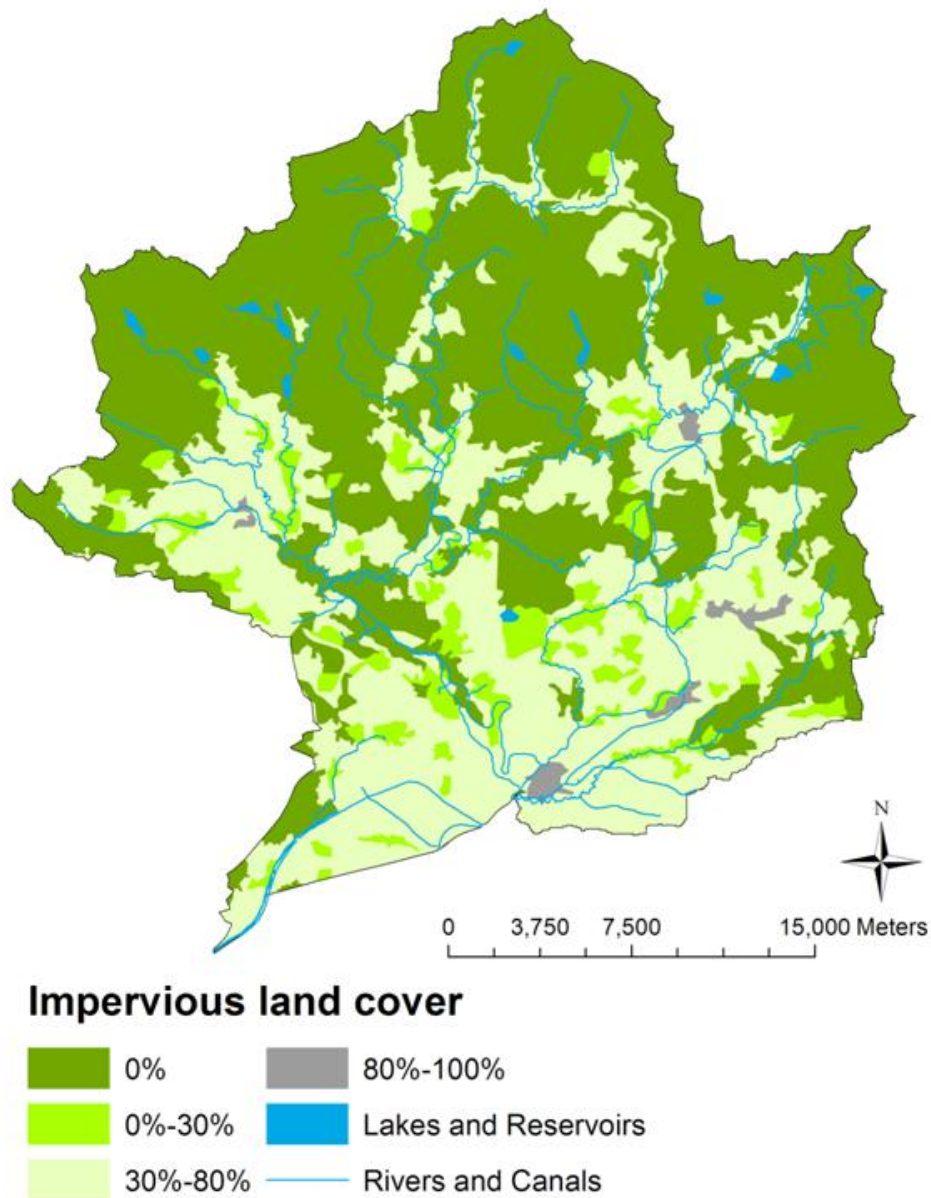 N
0 3,750 7,500 15,000 Meters
Impervious land cover
0% 80%-100%
0%-30% Lakes and Reservoirs
30%-80% Rivers and Canals